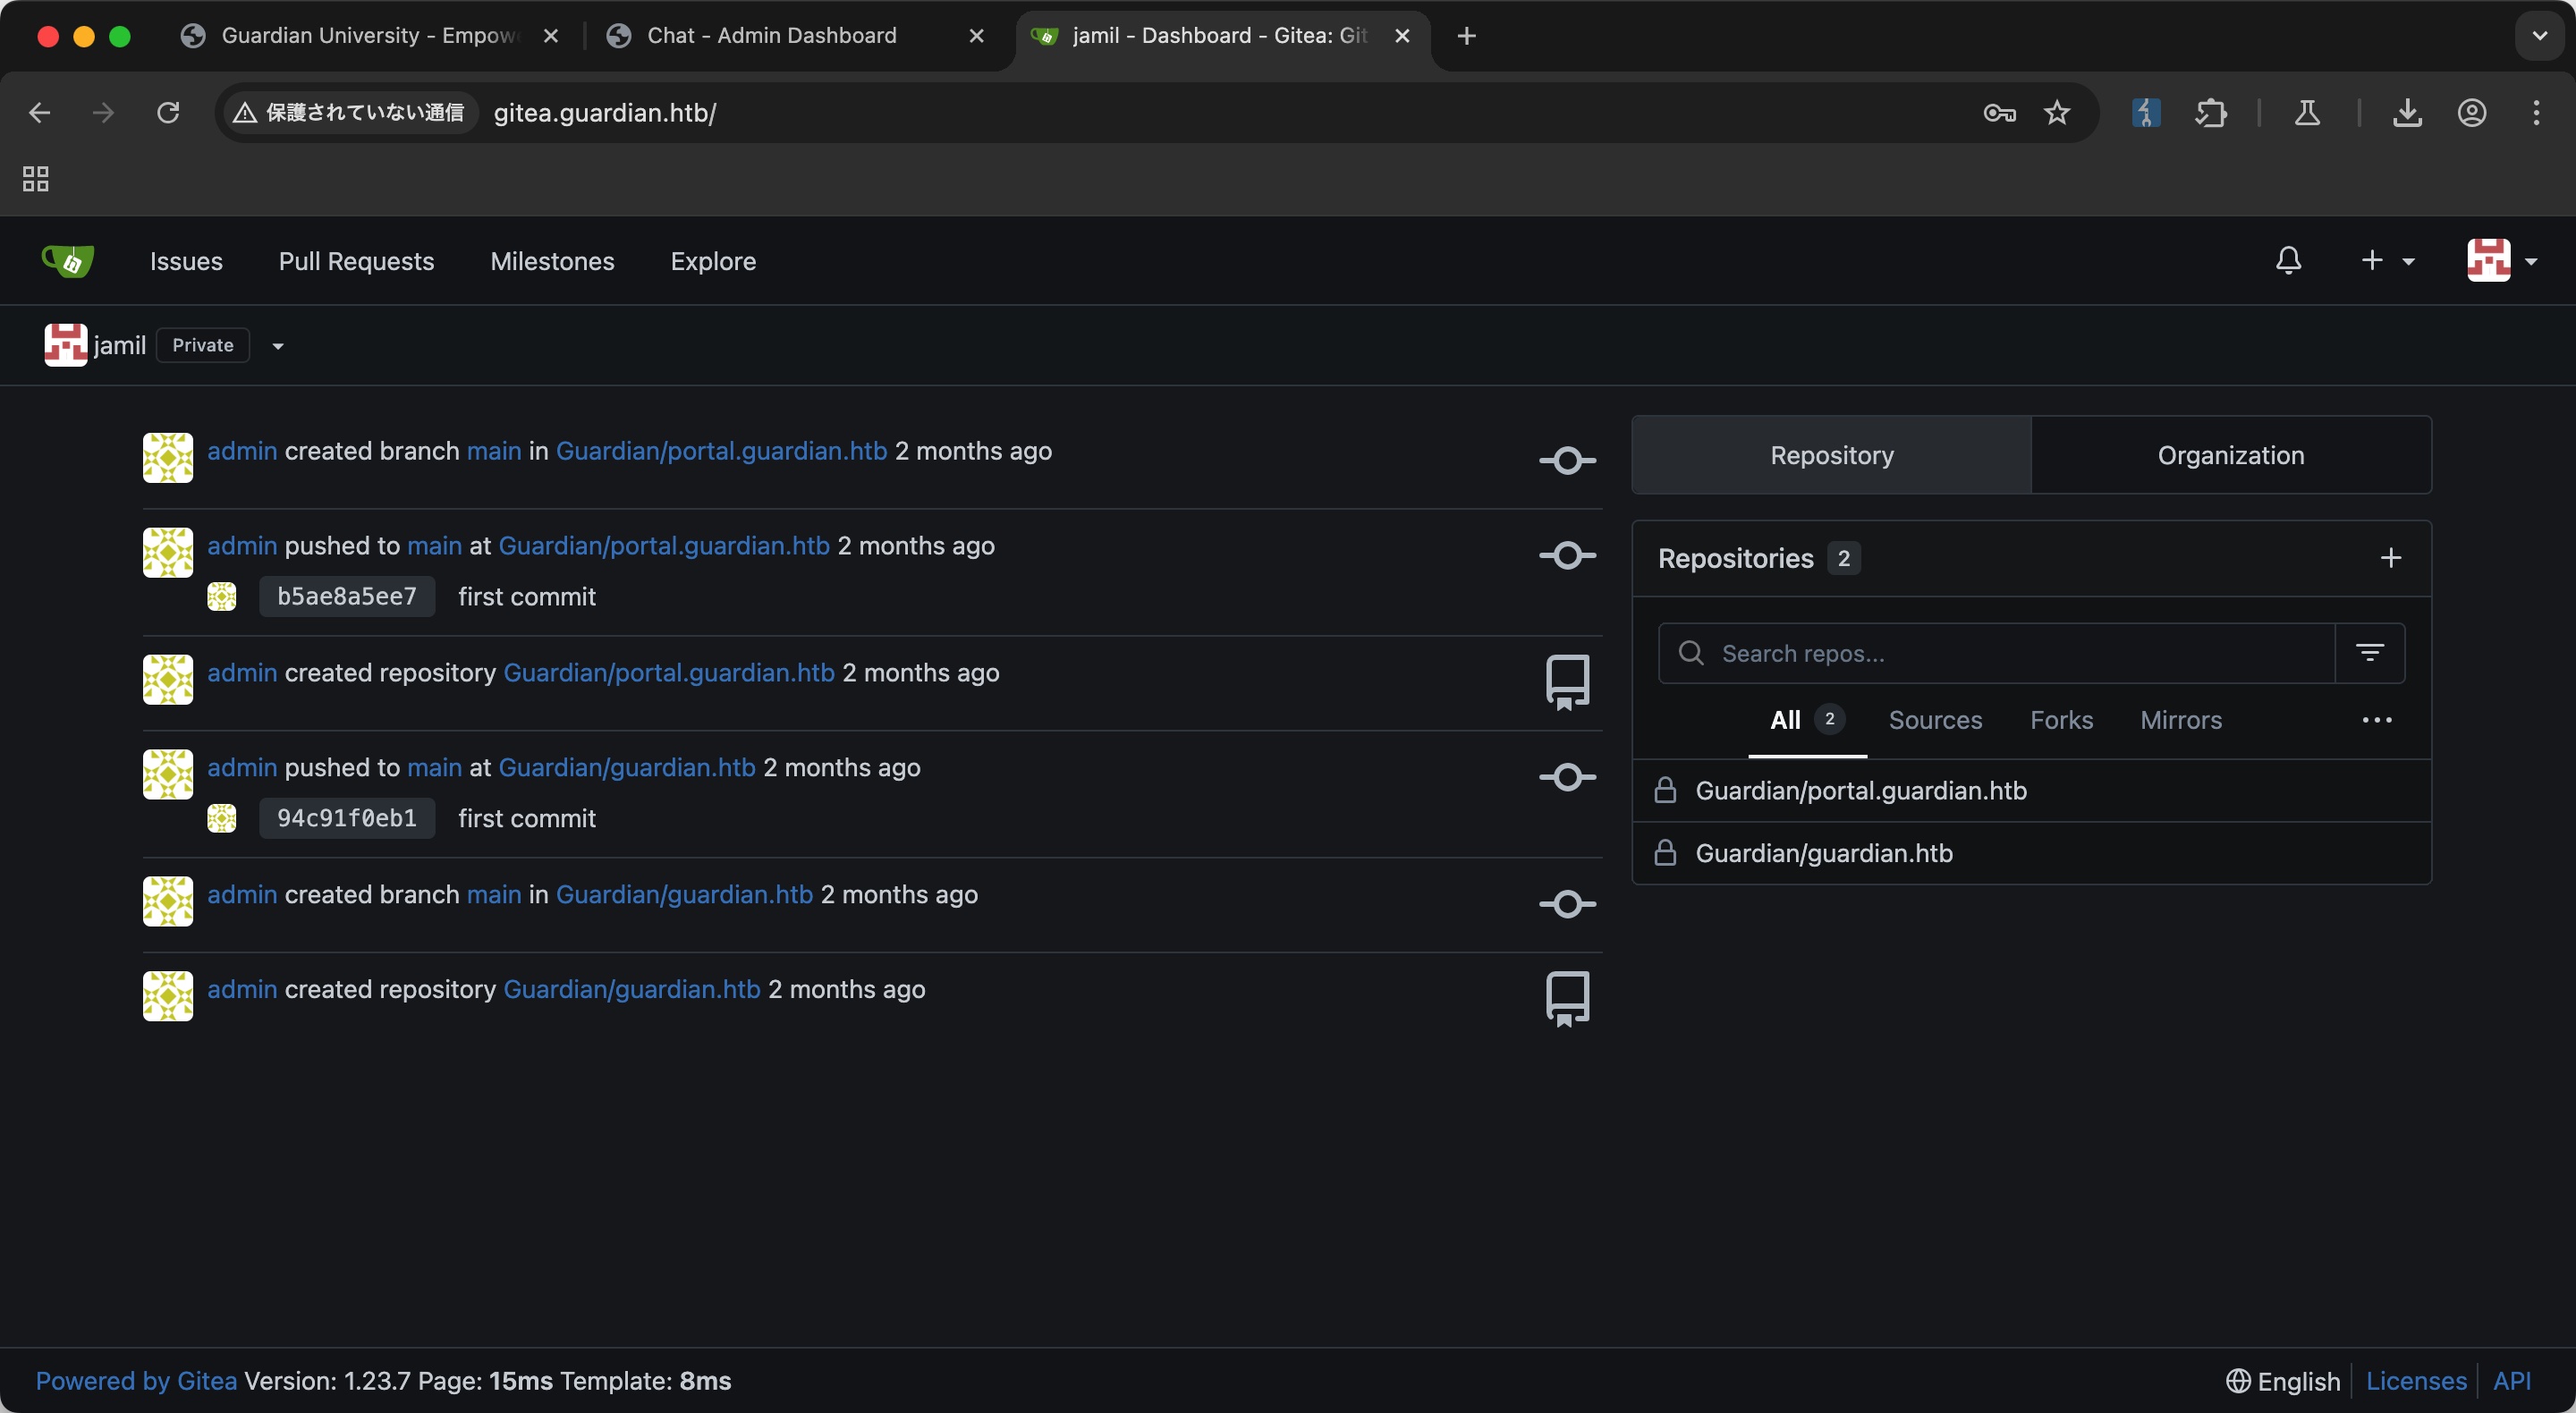 Guardian University - Empow
Chat - Admin Dashboard
jamil - Dashboard - Gitea: Git
保護されていない通信 gitea.guardian.htb/
Issues Pull Requests Milestones Explore
jamil Private
admin created branch main in Guardian/portal.guardian.htb 2 months ago
admin pushed to main at Guardian/portal.guardian.htb 2 months ago
b5ae8a5ee7 first commit
admin created repository Guardian/portal.guardian.htb 2 months ago
admin pushed to main at Guardian/guardian.htb 2 months ago
94c91f0eb1 first commit
admin created branch main in Guardian/guardian.htb 2 months ago
admin created repository Guardian/guardian.htb 2 months ago
Repository Organization
Repositories 2
Search repos...
All 2 Sources Forks Mirrors
Guardian/portal.guardian.htb
Guardian/guardian.htb
Powered by Gitea Version: 1.23.7 Page: 15ms Template: 8ms
English Licenses API